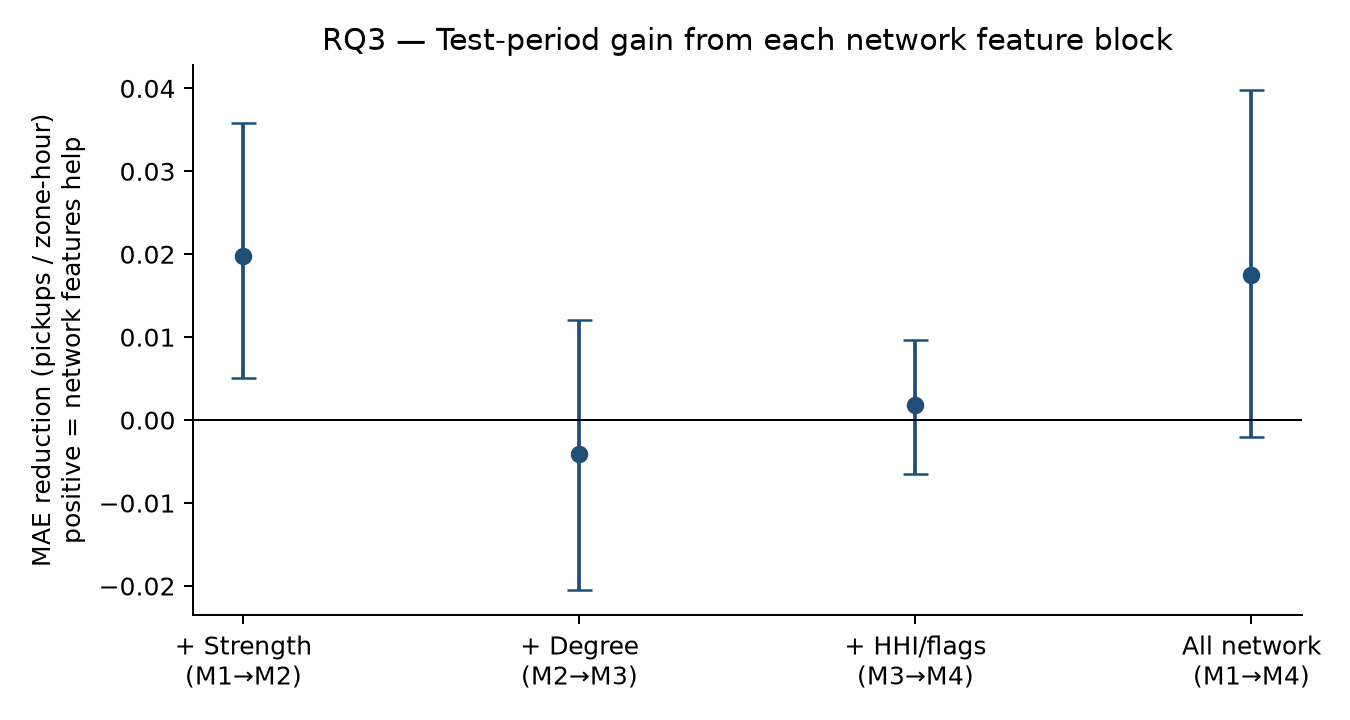 RQ3 — Test-period gain from each network feature block
MAE reduction (pickups / zone-hour)
positive = network features help
0.04
0.03
0.02
0.01
0.00
−0.01
−0.02
+ Strength
(M1→M2)
+ Degree
(M2→M3)
+ HHI/flags
(M3→M4)
All network
(M1→M4)